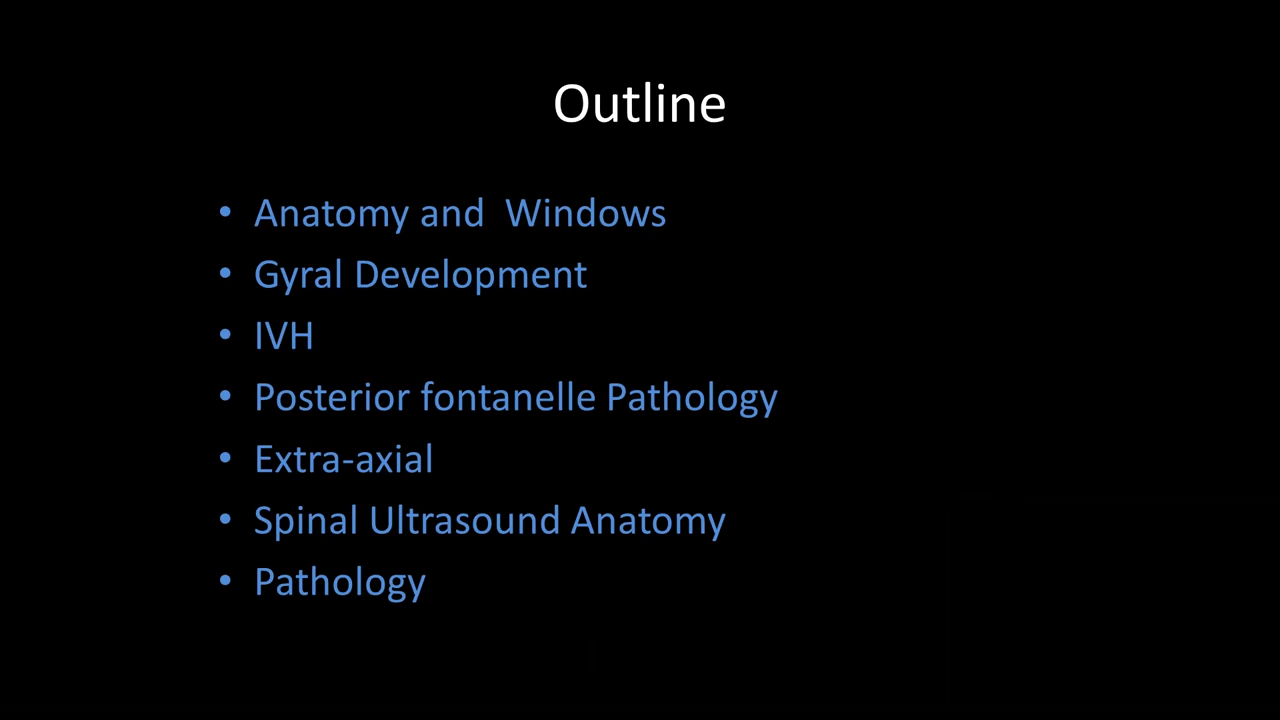 Outline
• Anatomy and  Windows
• Gyral Development
• IVH
• Posterior fontanelle Pathology
• Extra-axial
• Spinal Ultrasound Anatomy
• Pathology